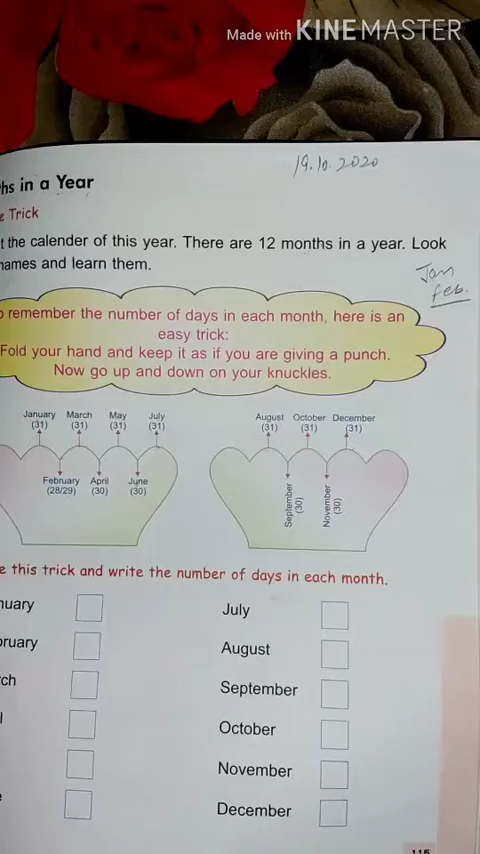 Made with KINEMASTER
19.10.2020
hs in a Year
e Trick
t the calender of this year. There are 12 months in a year. Look
names and learn them.
Jan
feb.
o remember the number of days in each month, here is an
easy trick:
Fold your hand and keep it as if you are giving a punch.
Now go up and down on your knuckles.
January March May July
(31) (31) (31) (31)
February April June
(28/29) (30) (30)
August October December
(31) (31) (31)
September
(30)
November
(30)
e this trick and write the number of days in each month.
nuary
July
oruary
August
rch
September
l
October
November
e
December
115